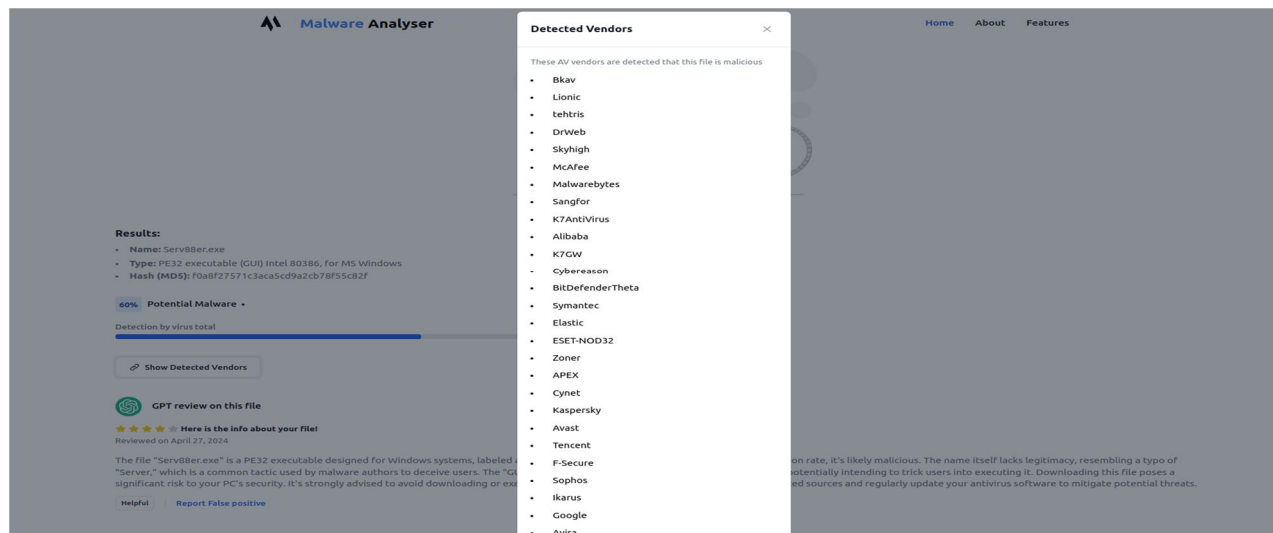 Malware Analyser
Home About Features
Detected Vendors
These AV vendors are detected that this file is malicious
• Bkav
• Lionic
• tehtris
• DrWeb
• Skyhigh
• McAfee
• Malwarebytes
• Sangfor
• K7AntiVirus
• Alibaba
• K7GW
• Cybereason
• BitDefenderTheta
• Symantec
• Elastic
• ESET-NOD32
• Zoner
• APEX
• Cynet
• Kaspersky
• Avast
• Tencent
• F-Secure
• Sophos
• Ikarus
• Google
• Avira
Results:
• Name: Serv88er.exe
• Type: PE32 executable (GUI) Intel 80386, for MS Windows
• Hash (MD5): f0a8f27571c3aca5cd9a2cb78f55c82f
60% Potential Malware •
Detection by virus total
Show Detected Vendors
GPT review on this file
Here is the info about your file!
Reviewed on April 27, 2024
The file "Serv88er.exe" is a PE32 executable designed for Windows systems, labeled on rate, it's likely malicious. The name itself lacks legitimacy, resembling a typo of
"Server," which is a common tactic used by malware authors to deceive users. The potentially intending to trick users into executing it. Downloading this file poses a
significant risk to your PC's security. It's strongly advised to avoid downloading or sources and regularly update your antivirus software to mitigate potential threats.
Helpful Report False positive